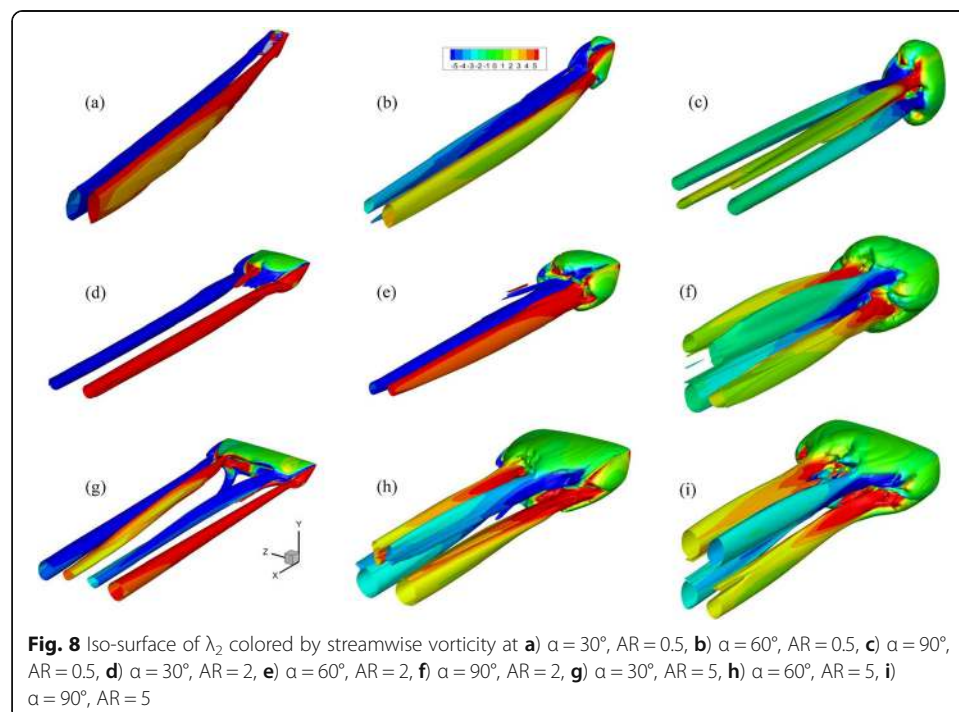 (a)
(b)
-5 -4 -3 -2 -1 0 1 2 3 4 5
(c)
(d)
(e)
(f)
(g)
Y
Z
X
(h)
(i)
Fig. 8 Iso-surface of λ₂ colored by streamwise vorticity at a) α = 30°, AR = 0.5, b) α = 60°, AR = 0.5, c) α = 90°,
AR = 0.5, d) α = 30°, AR = 2, e) α = 60°, AR = 2, f) α = 90°, AR = 2, g) α = 30°, AR = 5, h) α = 60°, AR = 5, i)
α = 90°, AR = 5